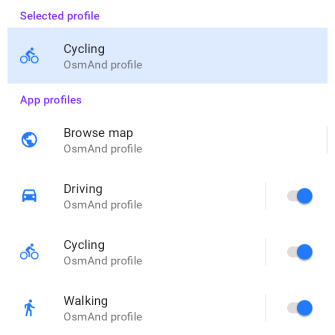 Selected profile
Cycling
OsmAnd profile
App profiles
Browse map
OsmAnd profile
Driving
OsmAnd profile
Cycling
OsmAnd profile
Walking
OsmAnd profile